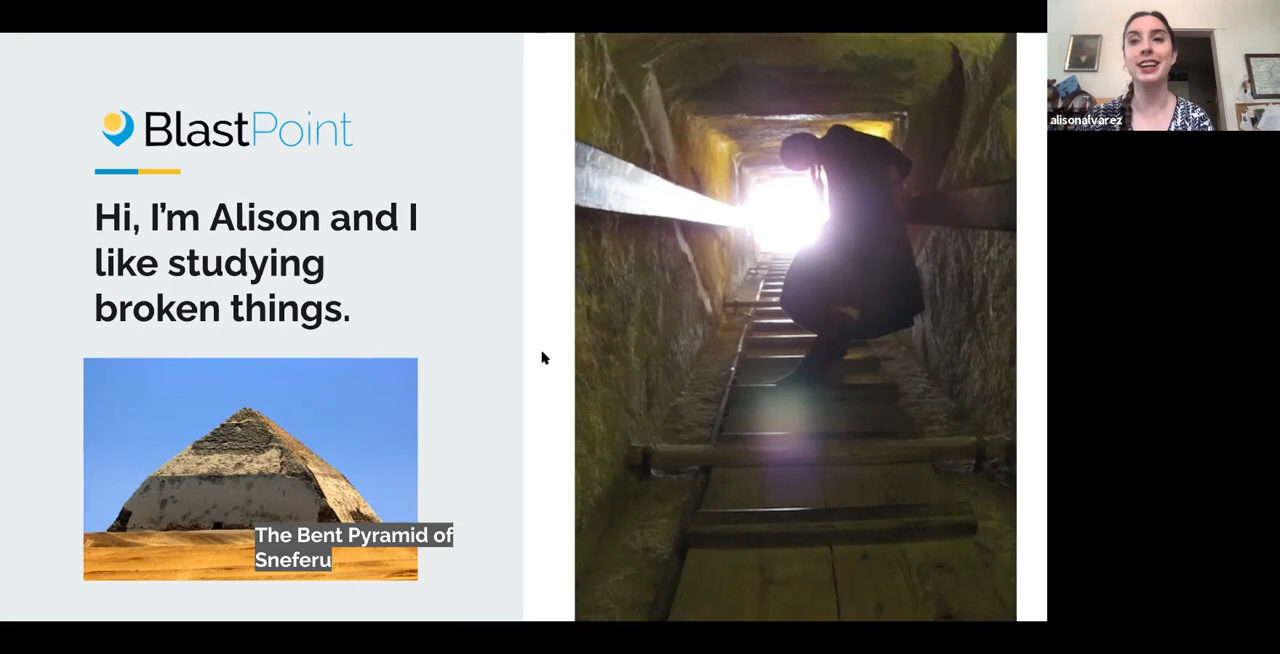 BlastPoint
Hi, I'm Alison and I
like studying
broken things.
The Bent Pyramid of
Sneferu
alisonalvarez